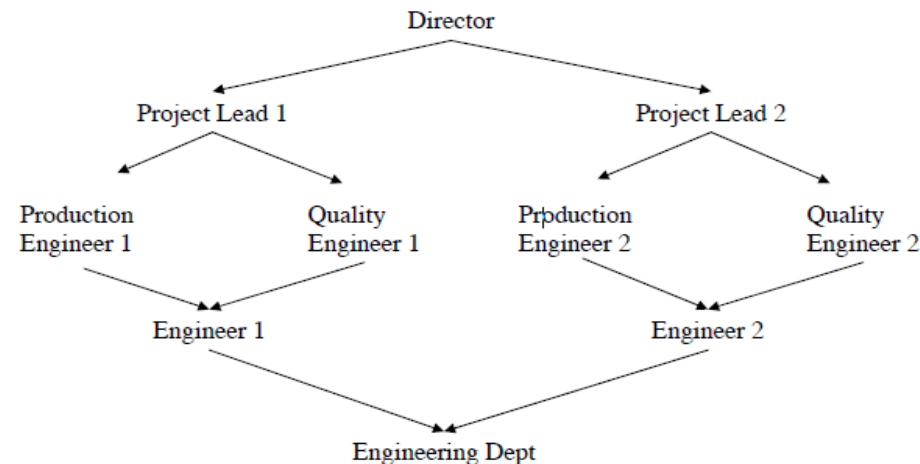 Director
Project Lead 1
Project Lead 2
Production
Engineer 1
Quality
Engineer 1
Production
Engineer 2
Quality
Engineer 2
Engineer 1
Engineer 2
Engineering Dept